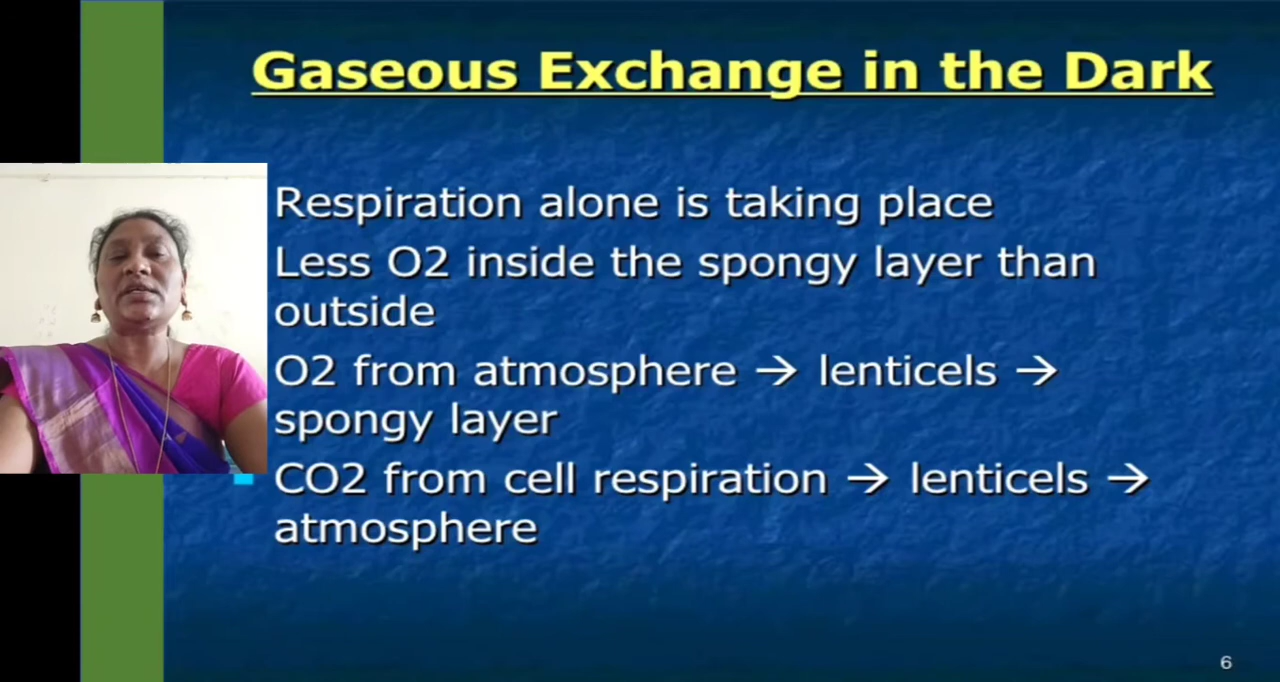 Gaseous Exchange in the Dark
Respiration alone is taking place
Less O2 inside the spongy layer than
outside
O2 from atmosphere → lenticels →
spongy layer
CO2 from cell respiration → lenticels →
atmosphere
6